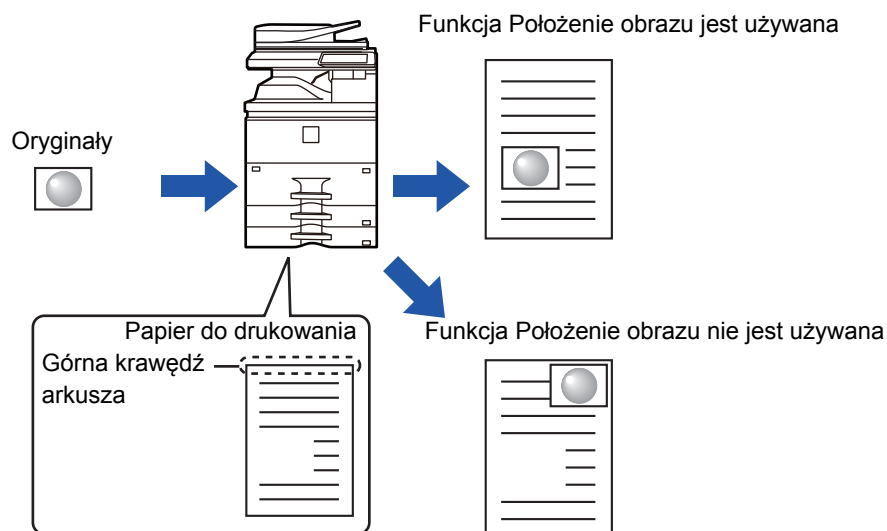 Funkcja Położenie obrazu jest używana
Oryginały
Papier do drukowania
Górna krawędź
arkusza
Funkcja Położenie obrazu nie jest używana